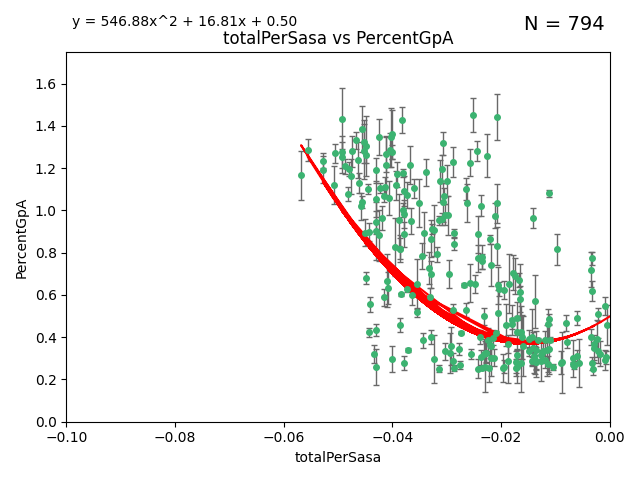 y = 546.88x^2 + 16.81x + 0.50
N = 794
totalPerSasa vs PercentGpA
PercentGpA
1.6
1.4
1.2
1.0
0.8
0.6
0.4
0.2
0.0
−0.10 −0.08 −0.06 −0.04 −0.02 0.00
totalPerSasa